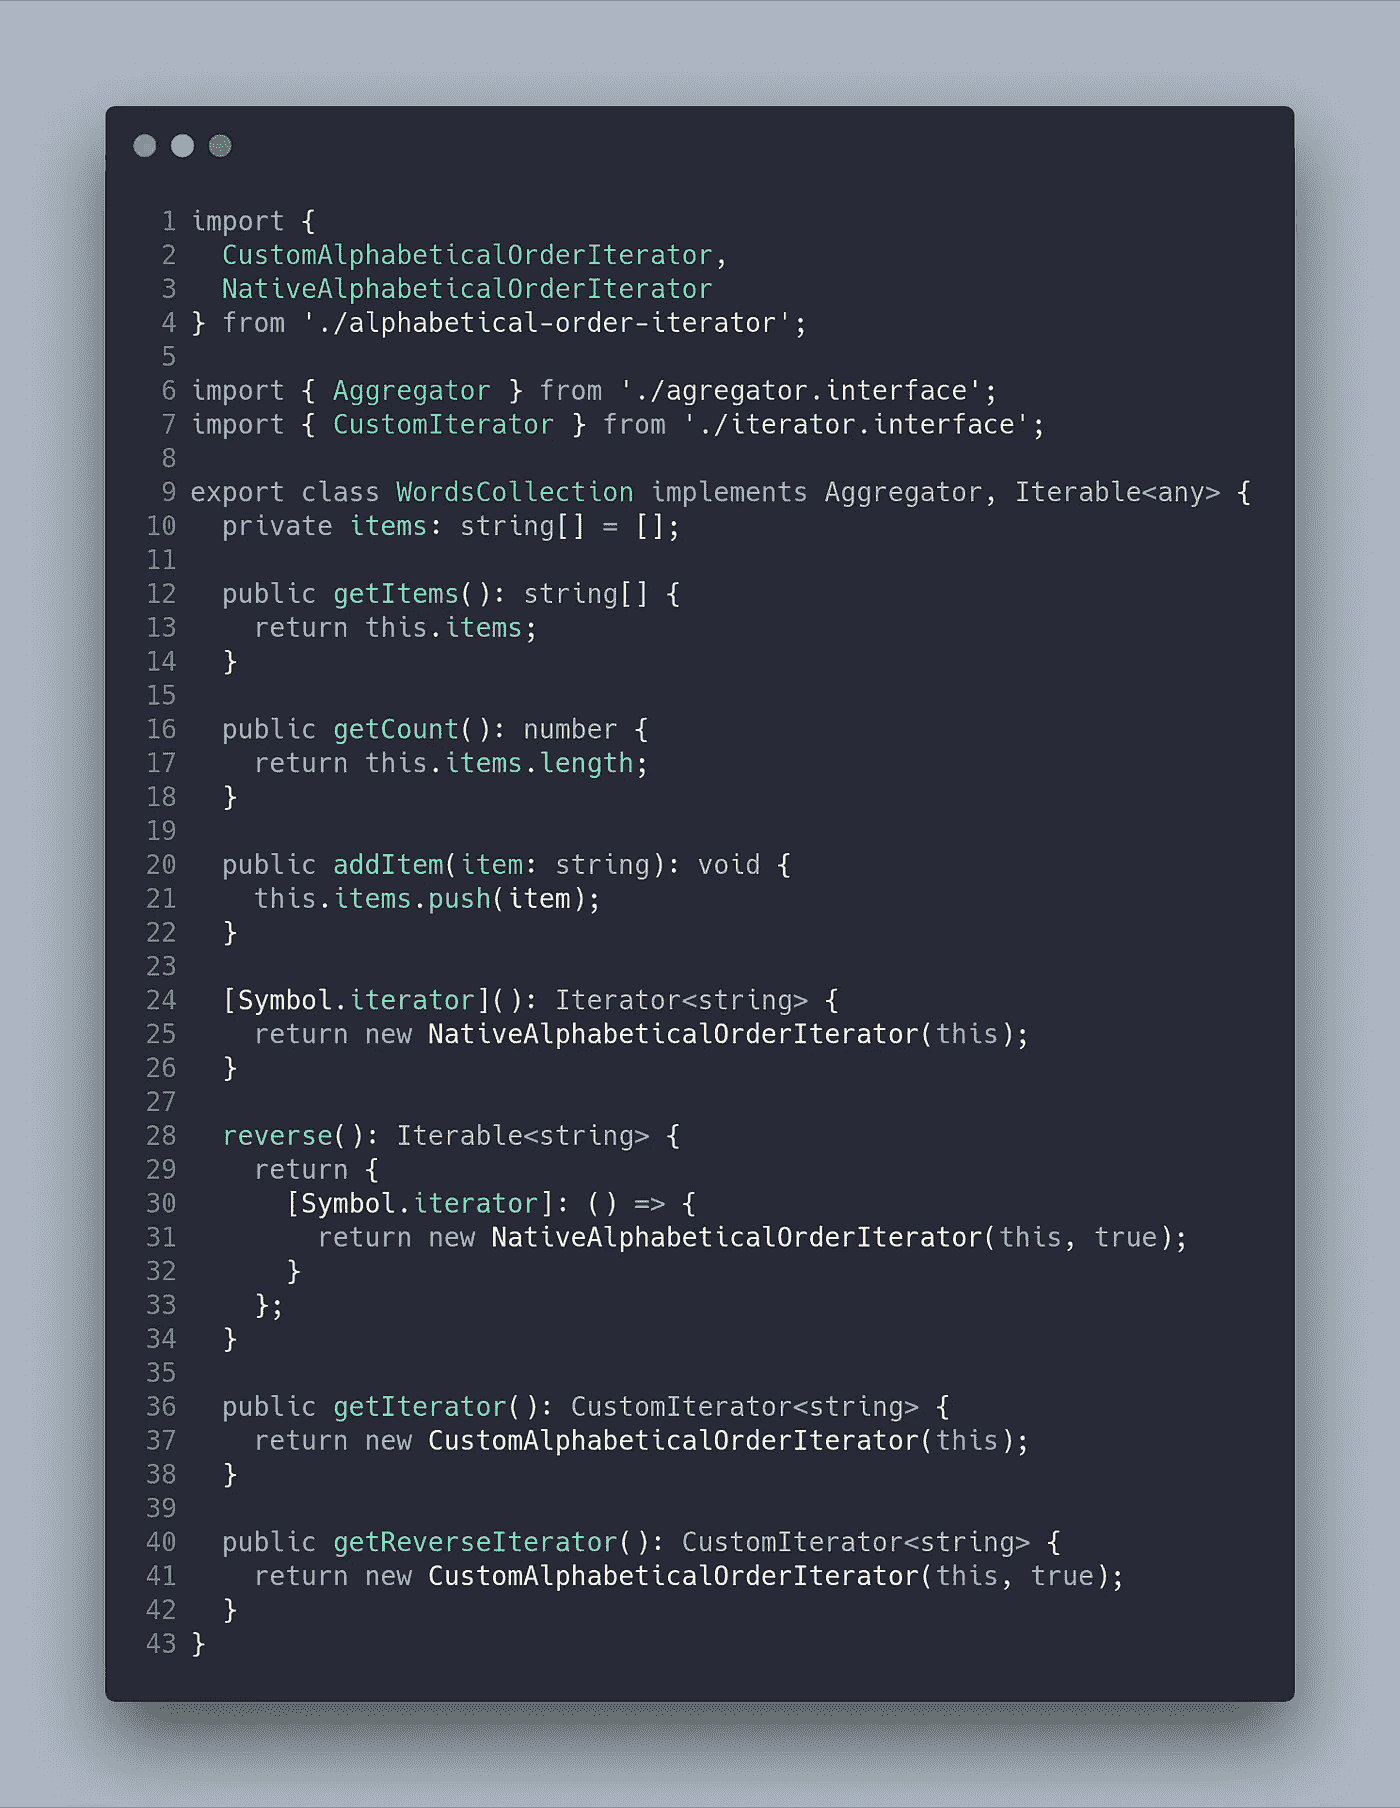 1 import {
2   CustomAlphabeticalOrderIterator,
3   NativeAlphabeticalOrderIterator
4 } from './alphabetical-order-iterator';
5
6 import { Aggregator } from './agregator.interface';
7 import { CustomIterator } from './iterator.interface';
8
9 export class WordsCollection implements Aggregator, Iterable<any> {
10   private items: string[] = [];
11
12   public getItems(): string[] {
13     return this.items;
14   }
15
16   public getCount(): number {
17     return this.items.length;
18   }
19
20   public addItem(item: string): void {
21     this.items.push(item);
22   }
23
24   [Symbol.iterator](): Iterator<string> {
25     return new NativeAlphabeticalOrderIterator(this);
26   }
27
28   reverse(): Iterable<string> {
29     return {
30       [Symbol.iterator]: () => {
31         return new NativeAlphabeticalOrderIterator(this, true);
32       }
33     };
34   }
35
36   public getIterator(): CustomIterator<string> {
37     return new CustomAlphabeticalOrderIterator(this);
38   }
39
40   public getReverseIterator(): CustomIterator<string> {
41     return new CustomAlphabeticalOrderIterator(this, true);
42   }
43 }